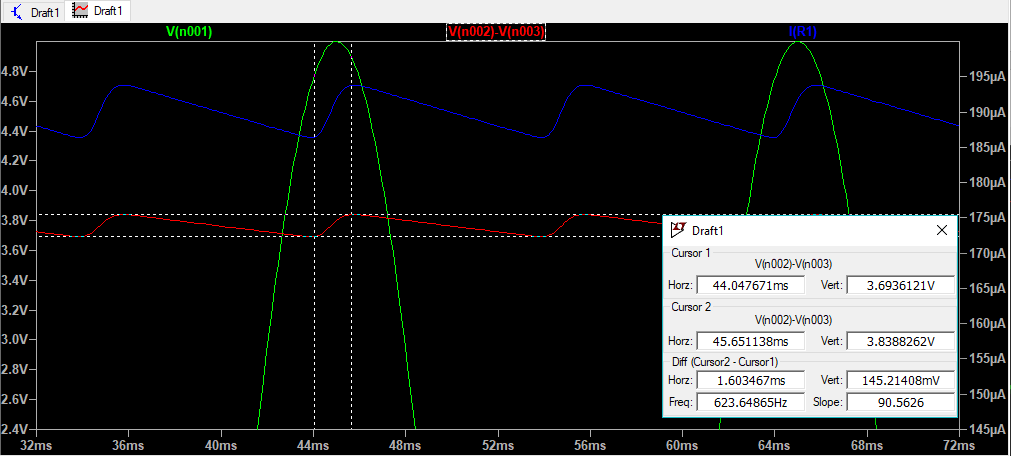 Draft1 Draft1
V(n001) V(n002)-V(n003) I(R1)
4.8V 195µA
4.6V 190µA
4.4V 185µA
4.2V 180µA
4.0V
3.8V 175µA
3.6V 170µA
3.4V 165µA
3.2V
3.0V 160µA
2.8V 155µA
2.6V 150µA
2.4V 145µA
32ms 36ms 40ms 44ms 48ms 52ms 56ms 60ms 64ms 68ms 72ms
Draft1
Cursor 1
V(n002)-V(n003)
Horz: 44.047671ms Vert: 3.6936121V
Cursor 2
V(n002)-V(n003)
Horz: 45.651138ms Vert: 3.8388262V
Diff (Cursor2 - Cursor1)
Horz: 1.603467ms Vert: 145.21408mV
Freq: 623.64865Hz Slope: 90.5626